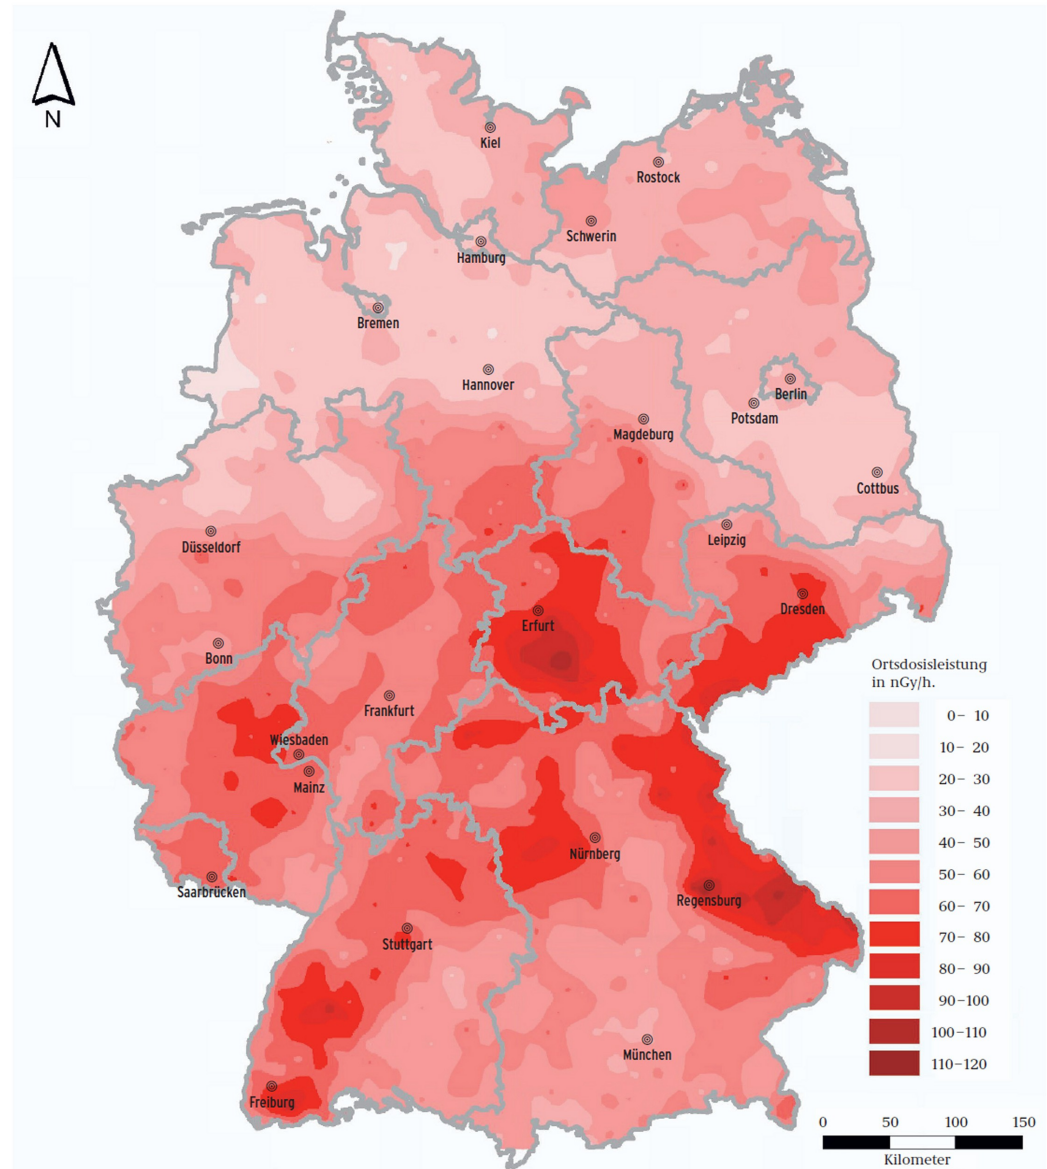 N
Kiel
Rostock
Schwerin
Hamburg
Bremen
Hannover
Berlin
Potsdam
Magdeburg
Cottbus
Düsseldorf
Leipzig
Dresden
Erfurt
Bonn
Frankfurt
Wiesbaden
Mainz
Nürnberg
Saarbrücken
Regensburg
Stuttgart
München
Freiburg
Ortsdosisleistung
in nGy/h.
0– 10
10– 20
20– 30
30– 40
40– 50
50– 60
60– 70
70– 80
80– 90
90–100
100–110
110–120
0 50 100 150
Kilometer